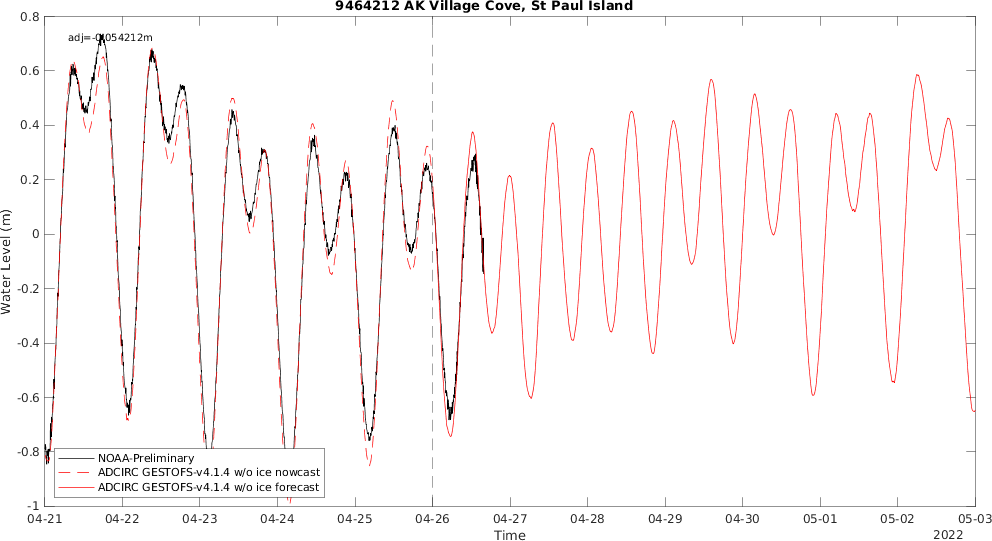 9464212 AK Village Cove, St Paul Island
0.8
adj=-0.054212m
0.6
0.4
0.2
0
-0.2
-0.4
-0.6
-0.8
-1
Water Level (m)
NOAA-Preliminary
ADCIRC GESTOFS-v4.1.4 w/o ice nowcast
ADCIRC GESTOFS-v4.1.4 w/o ice forecast
04-21 04-22 04-23 04-24 04-25 04-26 04-27 04-28 04-29 04-30 05-01 05-02 05-03
Time
2022